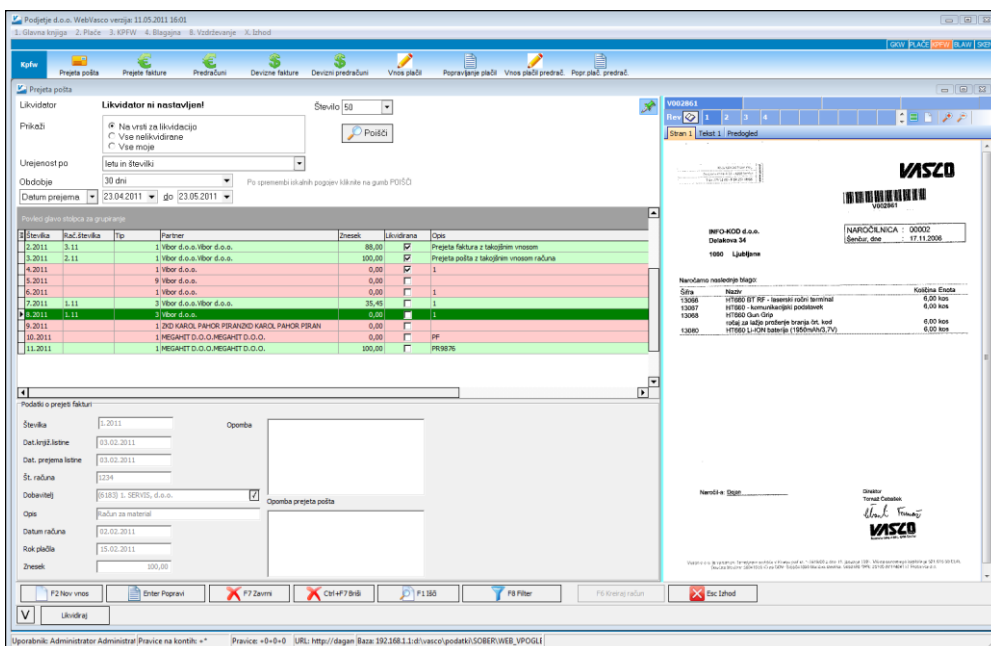 Podjetje d.o.o. WebVasco verzija: 11.05.2011 16:01
1. Glavna knjiga 2. Plače 3. KPFW 4. Blagajna 8. Vzdrževanje X. Izhod
GKW PLAČE KPFW BLAW SKEN
Kpfw
Prejeta pošta Prejete fakture Predračuni Devizne fakture Devizni predračuni Vnos plačil Popravljanje plačil Vnos plačil predrač. Popr.plač. predrač.
Prejeta pošta
Likvidator Likvidator ni nastavljen! Število 50
Prikaži Na vrsti za likvidacijo
Vse nelikvidirane
Vse moje
Poišči
Urejenost po letu in številki
Obdobje 30 dni Po spremembi iskalnih pogojev kliknite na gumb POIŠČI
Datum prejema 23.04.2011 do 23.05.2011
Povleci glavo stolpca za grupiranje
Številka Rač.številka Tip Partner Znesek Likvidirana Opis
2.2011 3.11 1 Vibor d.o.o.Vibor d.o.o. 88,00 Prejeta faktura z takojšnim vnosom
3.2011 2.11 1 Vibor d.o.o.Vibor d.o.o. 100,00 Prejeta pošta z takojšnim vnosom računa
4.2011 1 Vibor d.o.o. 0,00 1
5.2011 9 Vibor d.o.o. 0,00
6.2011 1 Vibor d.o.o. 0,00 1
7.2011 1.11 3 Vibor d.o.o.Vibor d.o.o. 35,45 1
8.2011 1.11 3 Vibor d.o.o. 0,00 1
9.2011 1 ZKD KAROL PAHOR PIRANZKD KAROL PAHOR PIRAN 0,00
10.2011 1 MEGAHIT D.O.O.MEGAHIT D.O.O. 0,00 PF
11.2011 1 MEGAHIT D.O.O.MEGAHIT D.O.O. 100,00 PR9876
Podatki o prejeti fakturi
Številka 1.2011 Opomba
Dat.knjiž.listine 03.02.2011
Dat. prejema listine 03.02.2011
Št. računa 1234
Dobavitelj (6183) 1. SERVIS, d.o.o.
Opomba prejeta pošta
Opis Račun za material
Datum računa 02.02.2011
Rok plačila 15.02.2011
Znesek 100,00
V002861
Rev 1 2 3 4
Stran 1 Tekst 1 Predogled
VASCO
V002861
INFO-KOD d.o.o.
Dolakova 34
1000 Ljubljana
NAROČILNICA : 00002
Šenčur, dne : 17.11.2006
Naročamo naslednje blago:
Šifra Naziv Količina Enota
13066 HT660 BT RF - laserski ročni terminal 6,00 kos
13067 HT660 - komunikacijski podstavek 6,00 kos
13068 HT660 Gun Grip
ročaj za lažje proženje branja črt. kod 6,00 kos
13080 HT660 Li-ION baterija (1950mAh/3,7V) 6,00 kos
Naročil-a: Dejan
Direktor
Tomaž Čebašek
VASCO
F2 Nov vnos Enter Popravi F7 Zavrni Ctrl+F7 Briši F1 Išči F8 Filter F6 Kreiraj račun Esc Izhod
V Likvidiraj
Uporabnik: Administrator Administrat Pravice na kontih: +* Pravice: +0+0+0 URL: http://dagan Baza: 192.168.1.1:d:\vasco\podatki\SOBER\WEB_VPOGLE